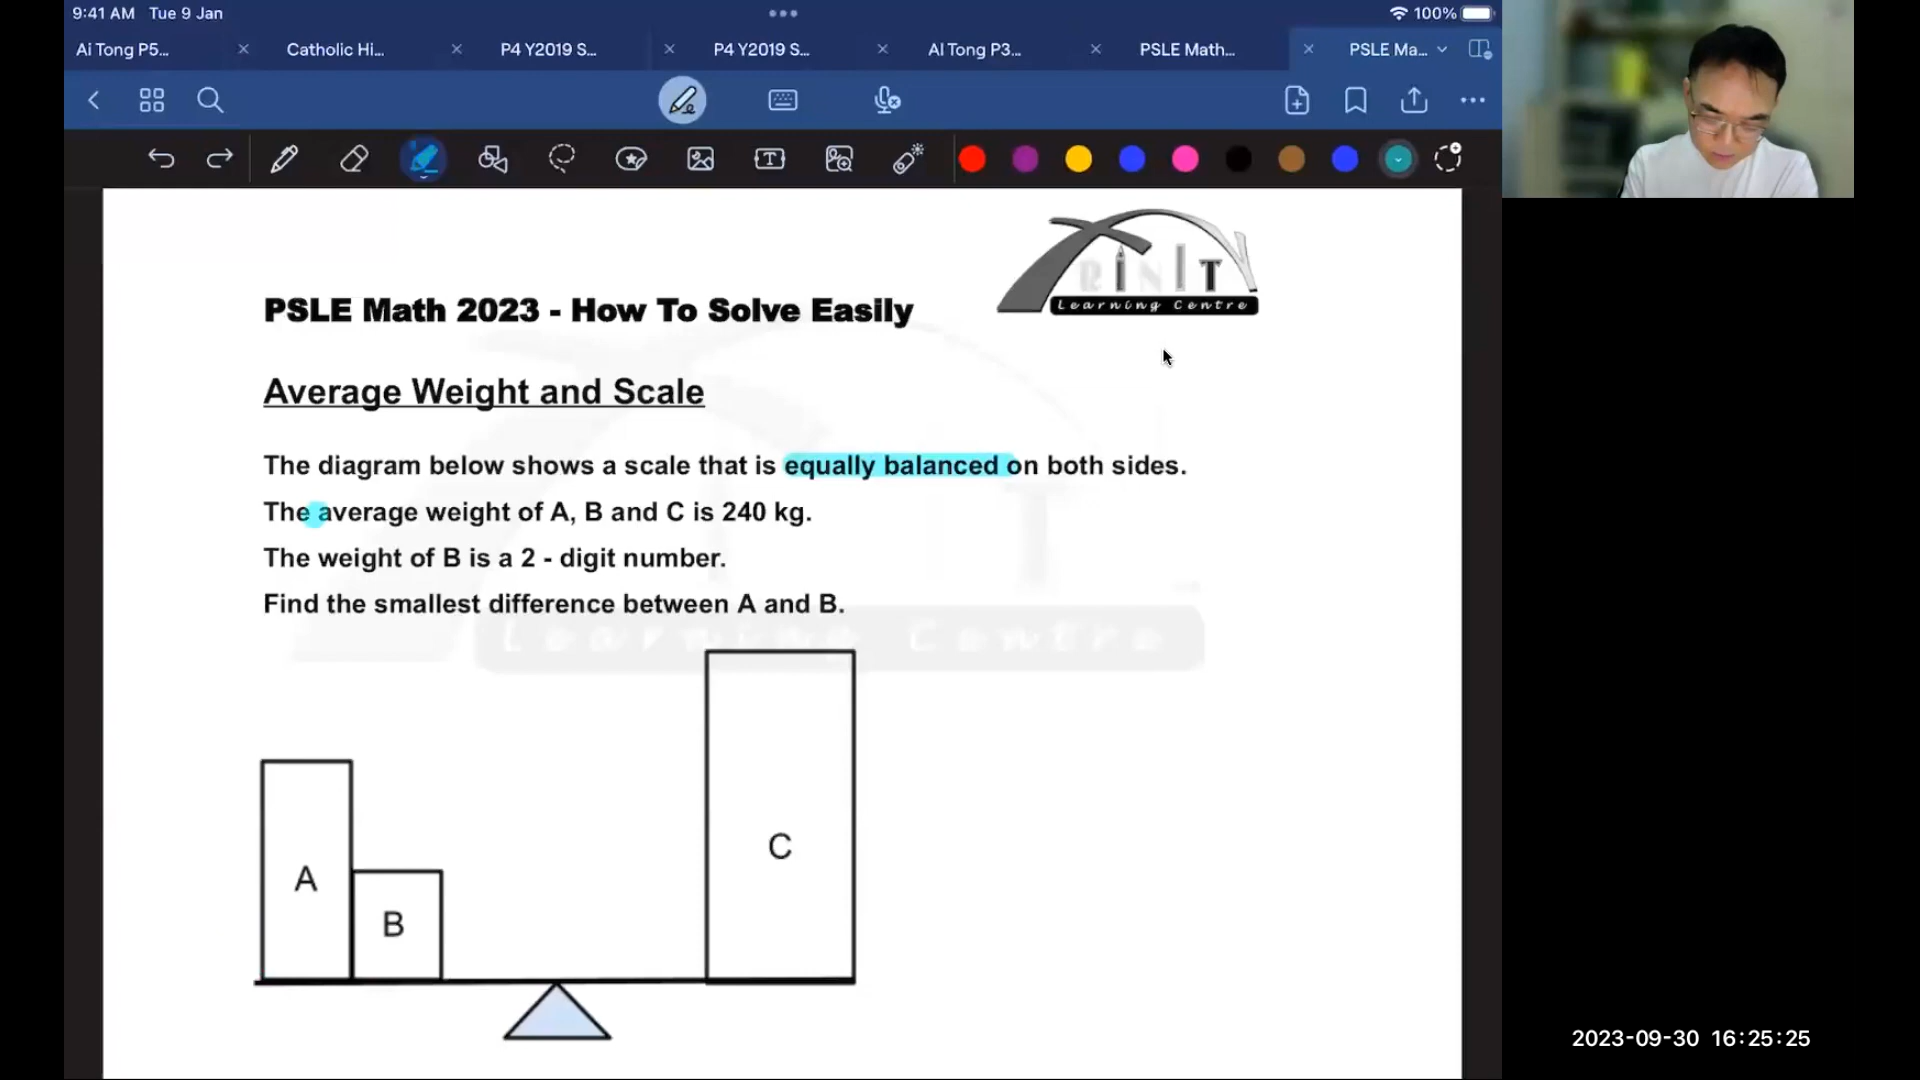 9:41 AM Tue 9 Jan
100%
Ai Tong P5...
Catholic Hi...
P4 Y2019 S...
P4 Y2019 S...
AI Tong P3...
PSLE Math...
PSLE Ma...
RINITY
Learning Centre
PSLE Math 2023 - How To Solve Easily
Average Weight and Scale
The diagram below shows a scale that is equally balanced on both sides.
The average weight of A, B and C is 240 kg.
The weight of B is a 2 - digit number.
Find the smallest difference between A and B.
Learning Centre
A
B
C
2023-09-30 16:25:25